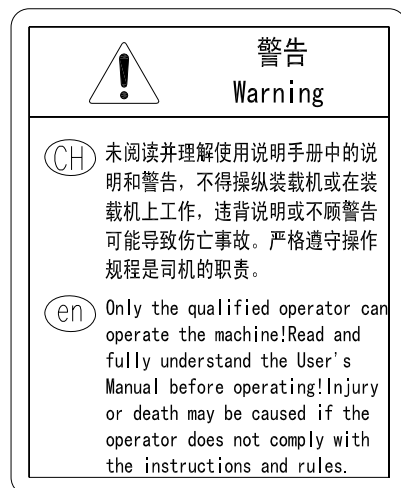 警告
Warning
CH
未阅读并理解使用说明手册中的说
明和警告，不得操纵装载机或在装
载机上工作，违背说明或不顾警告
可能导致伤亡事故。严格遵守操作
规程是司机的职责。
en
Only the qualified operator can
operate the machine!Read and
fully understand the User's
Manual before operating!Injury
or death may be caused if the
operator does not comply with
the instructions and rules.